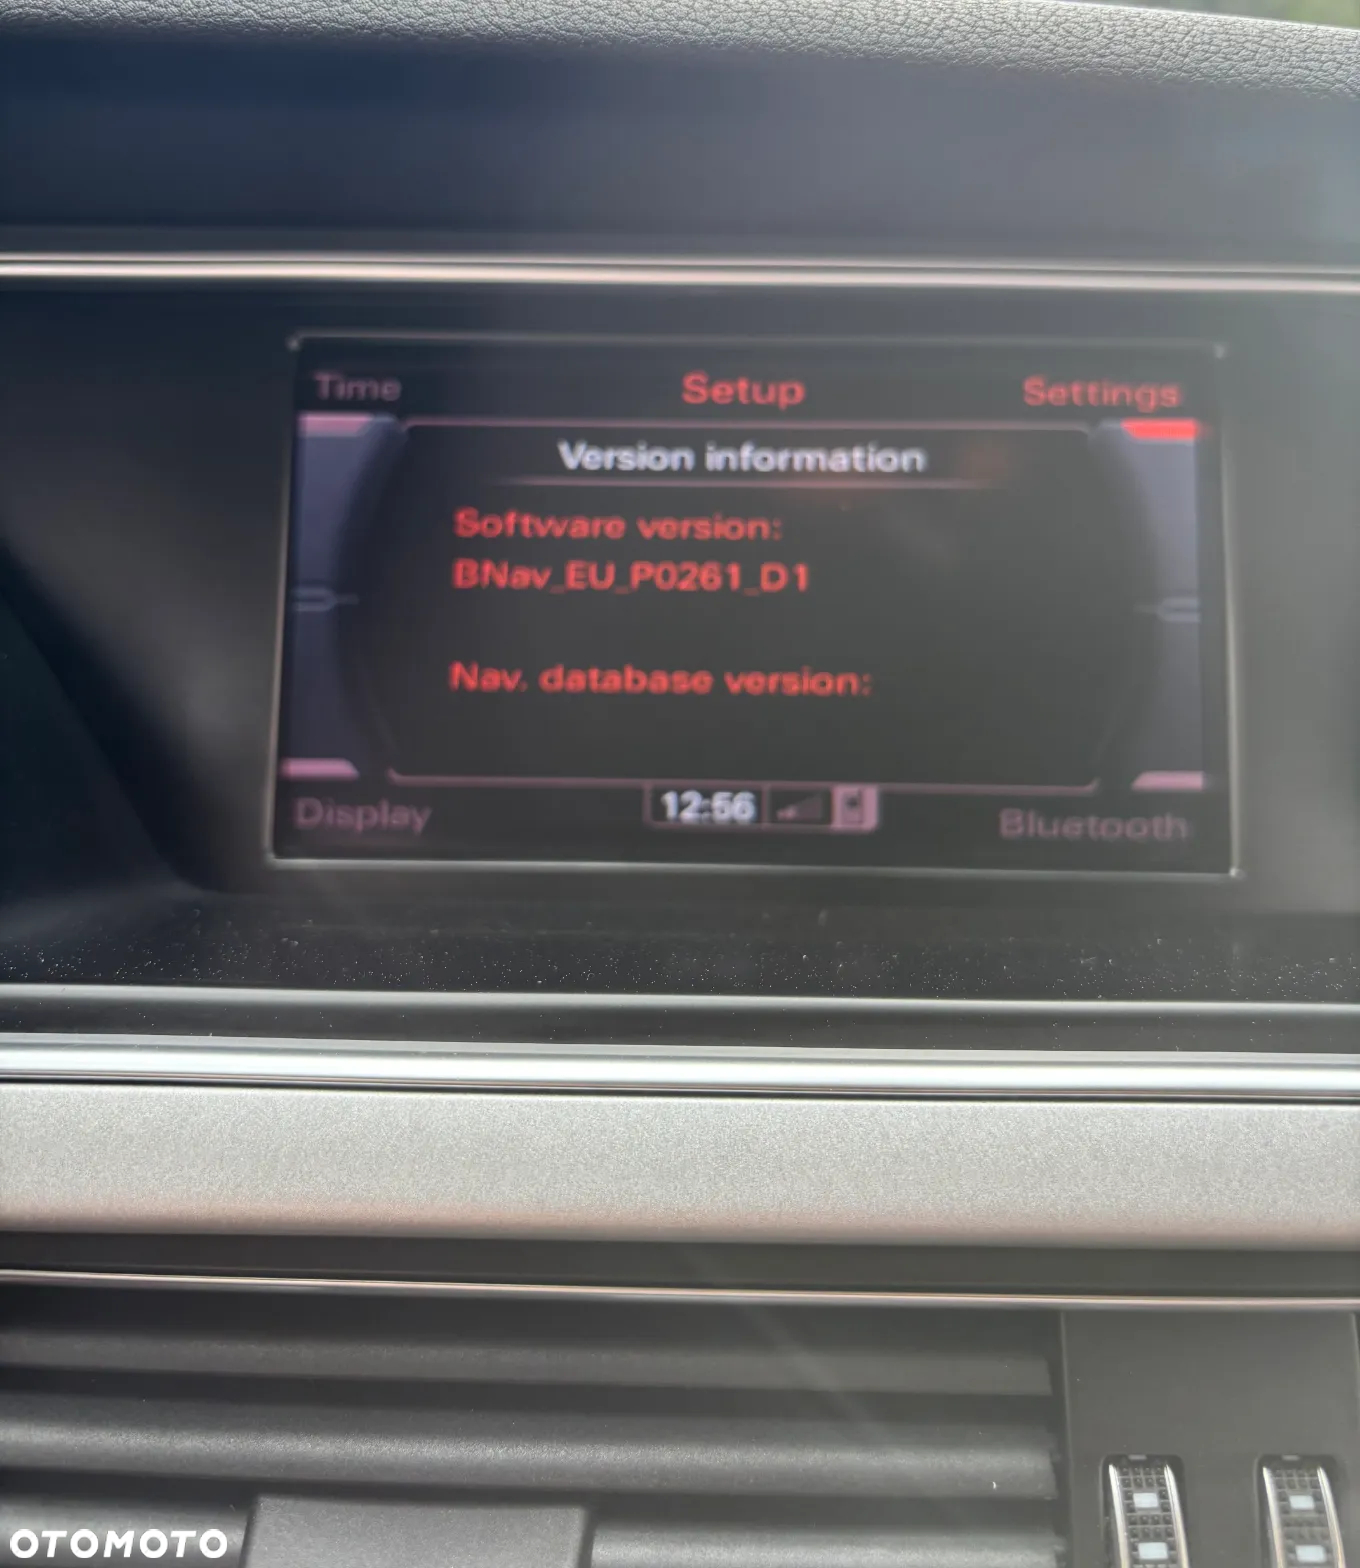 Time Setup Settings
Version information
Software version:
BNav_EU_P0261_D1
Nav. database version:
Display 12:56 Bluetooth
OTOMOTO